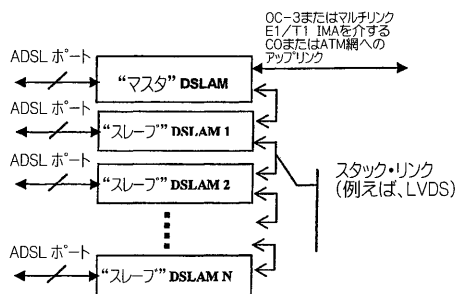 OC-3またはマルチリンク
E1/T1 IMAを介する
COまたはATM網への
アップリンク
ADSL ポート
“マスタ” DSLAM
ADSL ポート
“スレーブ” DSLAM 1
ADSL ポート
“スレーブ” DSLAM 2
スタック・リンク
(例えば、LVDS)
ADSL ポート
“スレーブ” DSLAM N